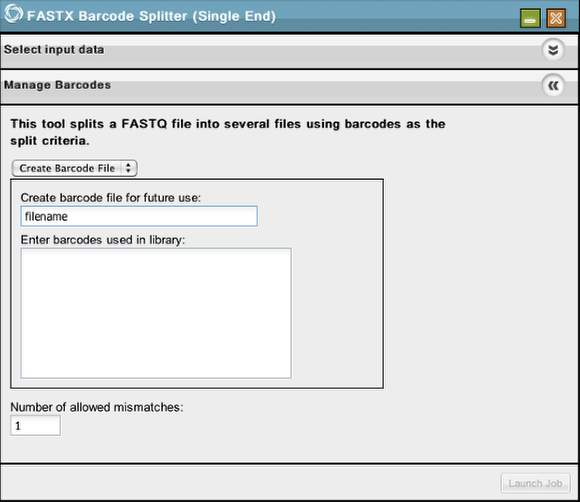 FASTX Barcode Splitter (Single End)
Select input data
Manage Barcodes
This tool splits a FASTQ file into several files using barcodes as the
split criteria.
Create Barcode File
Create barcode file for future use:
filename
Enter barcodes used in library:
Number of allowed mismatches:
1
Launch Job